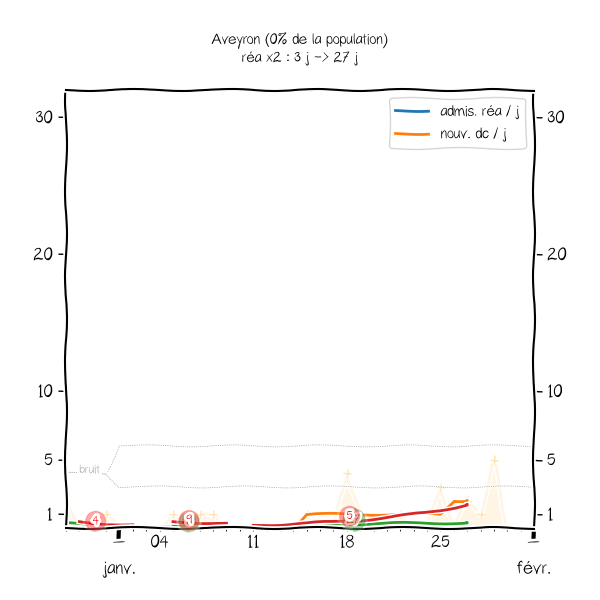 Aveyron (0% de la population)
réa x2 : 3 j -> 27 j
admis. réa / j
nouv. dc / j
30 30
20 20
10 10
5 5
bruit
1 1
4 9 5
04 11 18 25
janv. févr.